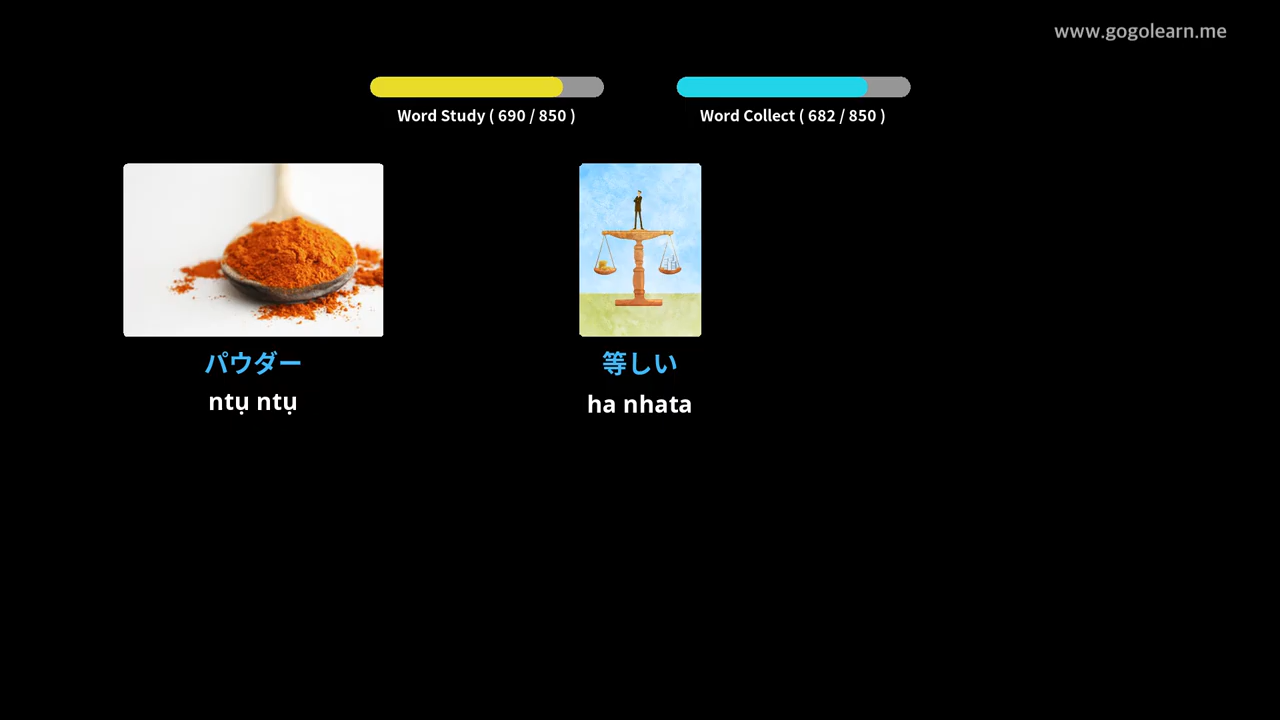 www.gogolearn.me
Word Study ( 690 / 850 )
Word Collect ( 682 / 850 )
パウダー
ntụ ntụ
等しい
ha nhata